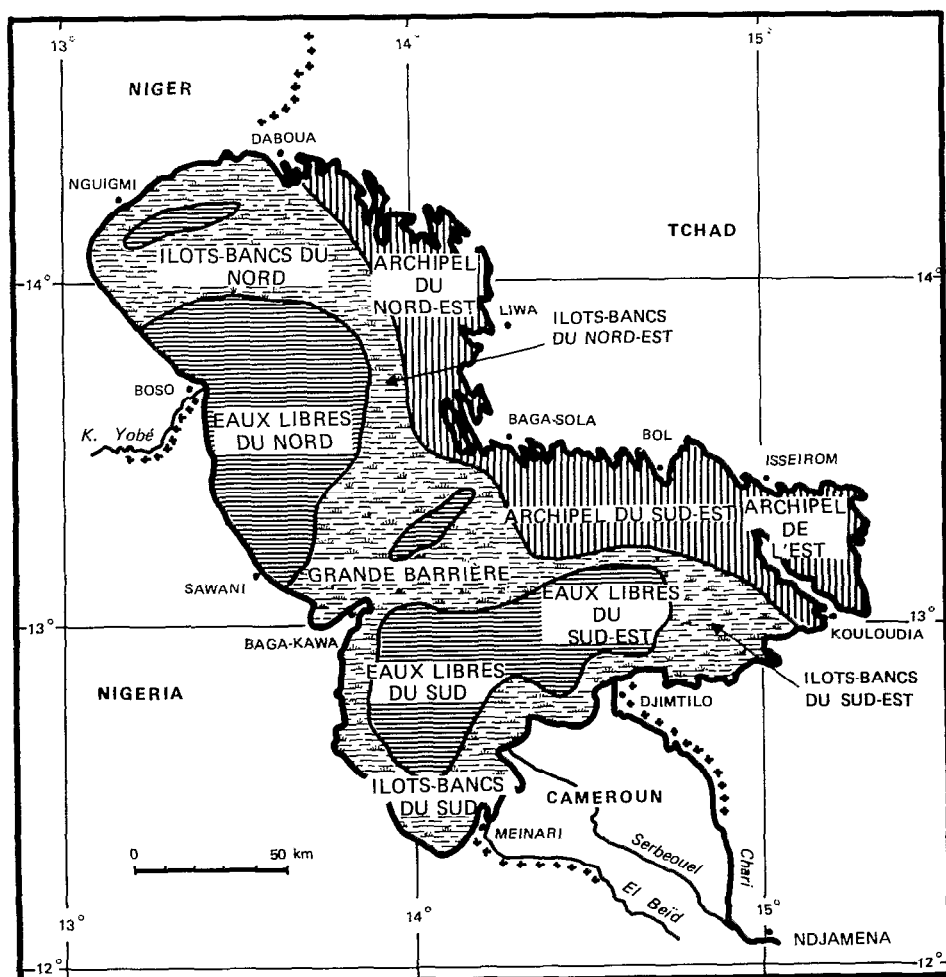 13°
14°
15°
NIGER
DABOUA
NGUIGMI
TCHAD
ILOTS-BANCS DU
NORD
ARCHIPEL
DU
NORD-EST
14°
14°
LIWA
ILOTS-BANCS
DU NORD-EST
BOSO
K. Yobé
EAUX LIBRES
DU NORD
BAGA-SOLA
BOL
ISSEIROM
ARCHIPEL DU SUD-EST
ARCHIPEL
DE
L'EST
SAWANI
GRANDE BARRIÈRE
EAUX LIBRES
DU
SUD-EST
13°
13°
BAGA-KAWA
KOULOUDIA
NIGERIA
EAUX LIBRES
DU SUD
ILOTS-BANCS
DU SUD-EST
DJIMTILO
ILOTS-BANCS
DU SUD
CAMEROUN
MEINARI
Serbeouel
Chari
El Beïd
0 50 km
NDJAMENA
13°
14°
15°
12°
12°